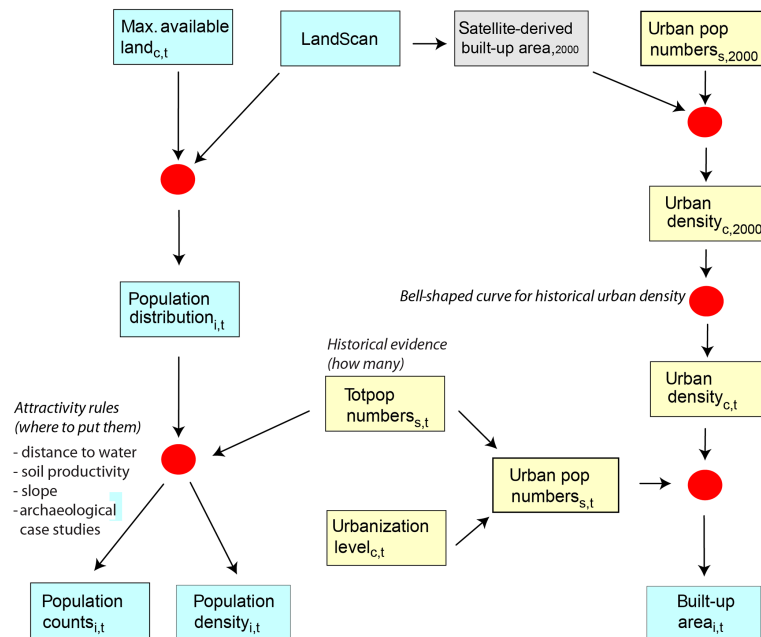 Max. available
land c,t
LandScan
Satellite-derived
built-up area,2000
Urban pop
numbers s,2000
Urban
density c,2000
Bell-shaped curve for historical urban density
Population
distribution i,t
Historical evidence
(how many)
Totpop
numbers s,t
Urban
density c,t
Attractivity rules
(where to put them)
- distance to water
- soil productivity
- slope
-archaeological
case studies
Urban pop
numbers s,t
Urbanization
level c,t
Population
counts i,t
Population
density i,t
Built-up
area i,t